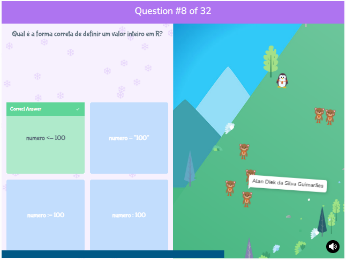 Question #8 of 32
Qual é a forma correta de definir um valor inteiro em R?
Correct Answer
numero <- 100
numero - "100"
numero = 100
numero : 100
Alan Dias da Silva Guimarães